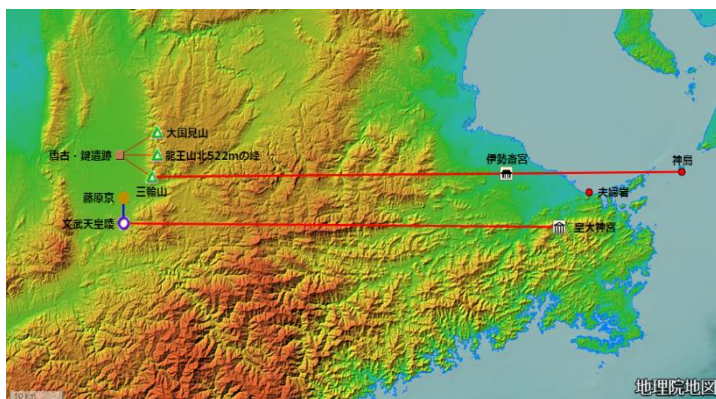 大国見山
唐古・鍵遺跡
龍王山北522mの峰
伊勢斎宮
神島
三輪山
藤原京
夫婦岩
文武天皇陵
皇大神宮
地理院地図
10 km